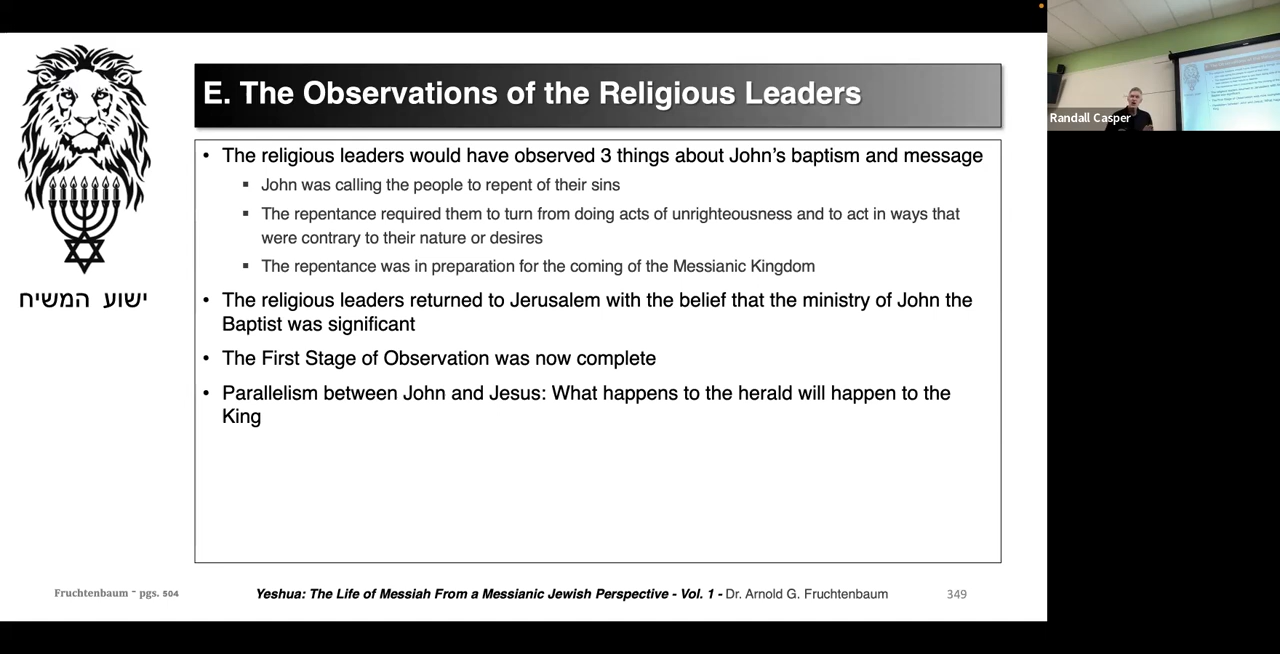 E. The Observations of the Religious Leaders
• The religious leaders would have observed 3 things about John's baptism and message
▪ John was calling the people to repent of their sins
▪ The repentance required them to turn from doing acts of unrighteousness and to act in ways that
were contrary to their nature or desires
▪ The repentance was in preparation for the coming of the Messianic Kingdom
• The religious leaders returned to Jerusalem with the belief that the ministry of John the
Baptist was significant
• The First Stage of Observation was now complete
• Parallelism between John and Jesus: What happens to the herald will happen to the
King
ישוע המשיח
Fruchtenbaum - pgs. 504
Yeshua: The Life of Messiah From a Messianic Jewish Perspective - Vol. 1 - Dr. Arnold G. Fruchtenbaum
349
Randall Casper